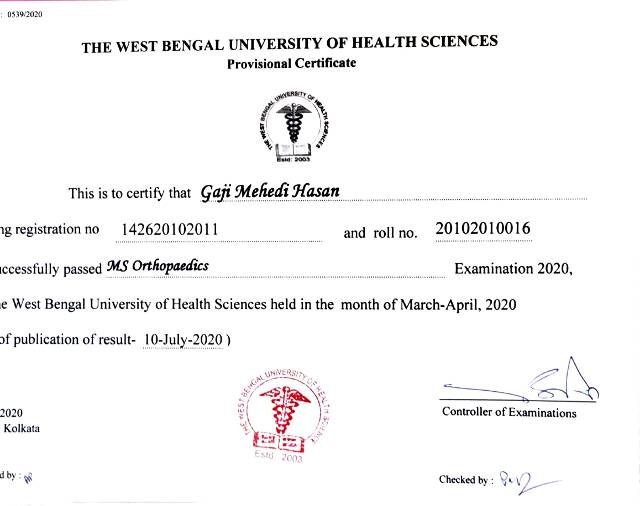 : 0539/2020
THE WEST BENGAL UNIVERSITY OF HEALTH SCIENCES
Provisional Certificate
THE WEST BENGAL UNIVERSITY OF HEALTH SCIENCES
Estd: 2003
This is to certify that Gaji Mehedi Hasan
ng registration no 142620102011 and roll no. 20102010016
uccessfully passed MS Orthopaedics Examination 2020,
e West Bengal University of Health Sciences held in the month of March-April, 2020
of publication of result- 10-July-2020 )
THE WEST BENGAL UNIVERSITY OF HEALTH SCIENCE
Estd 2003
Controller of Examinations
2020
Kolkata
d by :
Checked by :